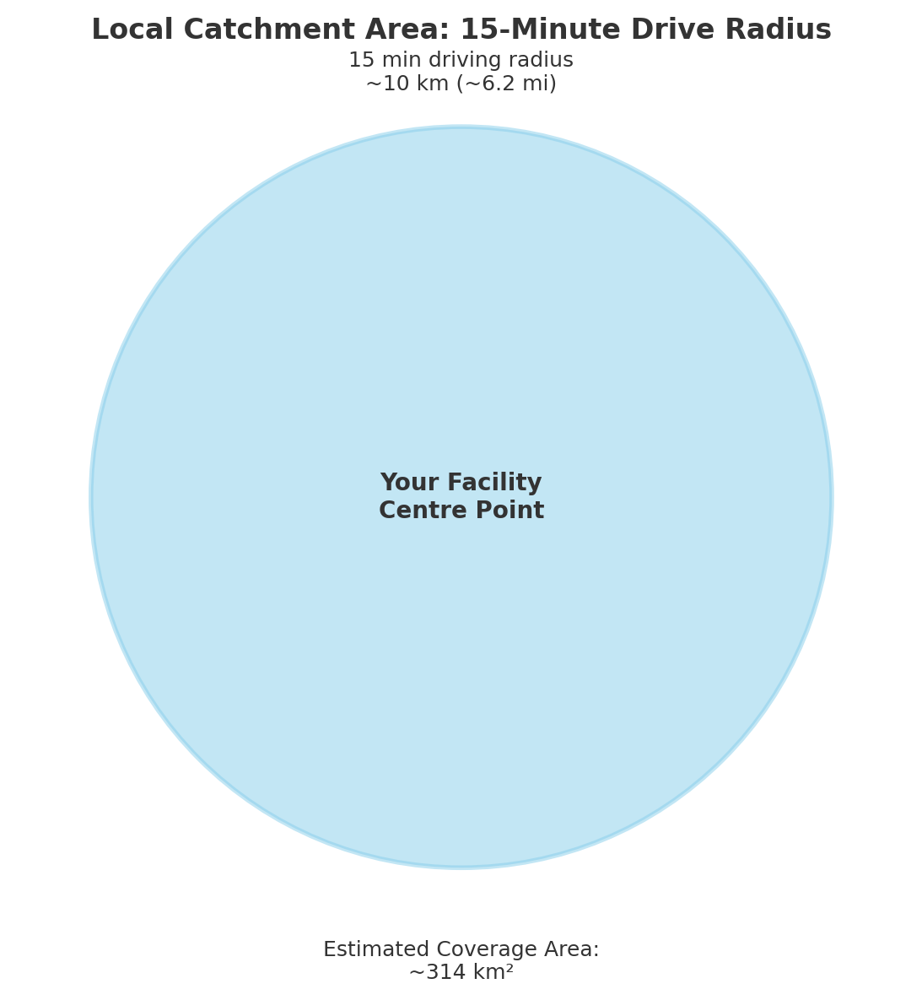 Local Catchment Area: 15-Minute Drive Radius
15 min driving radius
~10 km (~6.2 mi)
Your Facility
Centre Point
Estimated Coverage Area:
~314 km²